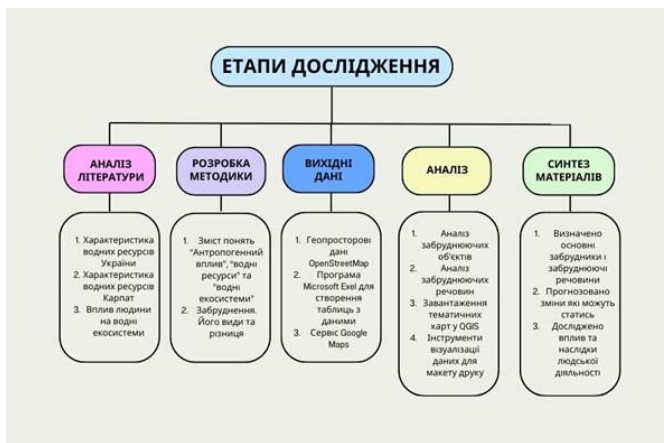 ЕТАПИ ДОСЛІДЖЕННЯ
АНАЛІЗ
ЛІТЕРАТУРИ
РОЗРОБКА
МЕТОДИКИ
ВИХІДНІ
ДАНІ
АНАЛІЗ
СИНТЕЗ
МАТЕРІАЛІВ
1. Характеристика
водних ресурсів
України
2. Характеристика
водних ресурсів
Карпат
3. Вплив людини
на водні
екосистеми
1. Зміст понять
"Антропогенний
вплив", "водні
ресурси" та
"водні
екосистеми"
2. Забруднення.
Його види та
різниця
1. Геопросторові
дані
OpenStreetMap
2. Програма
Microsoft Exel для
створення
таблиць з
даними
3. Сервіс Google
Maps
1. Аналіз
забруднюючих
об'єктів
2. Аналіз
забруднюючих
речовин
3. Завантаження
тематичних
карт у QGIS
4. Інструменти
візуалізації
даних для
макету друку
1. Визначено
основні
забрудники і
забруднюючі
речовини
2. Прогнозовано
зміни які можуть
статись
3. Досліджено
вплив та
наслідки
людської
діяльності